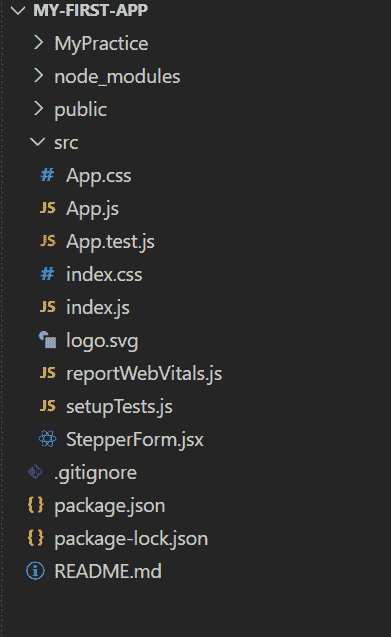 MY-FIRST-APP
MyPractice
node_modules
public
src
# App.css
JS App.js
JS App.test.js
# index.css
JS index.js
logo.svg
JS reportWebVitals.js
JS setupTests.js
StepperForm.jsx
.gitignore
{} package.json
{} package-lock.json
README.md